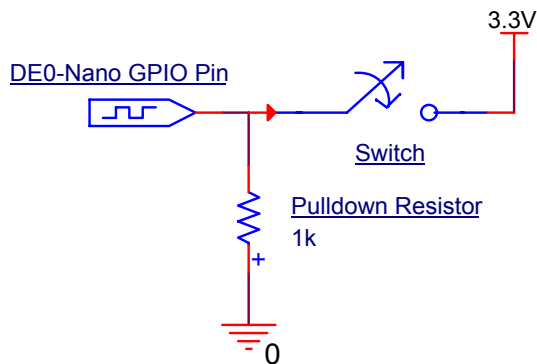 3.3V
DE0-Nano GPIO Pin
Switch
Pulldown Resistor
1k
0